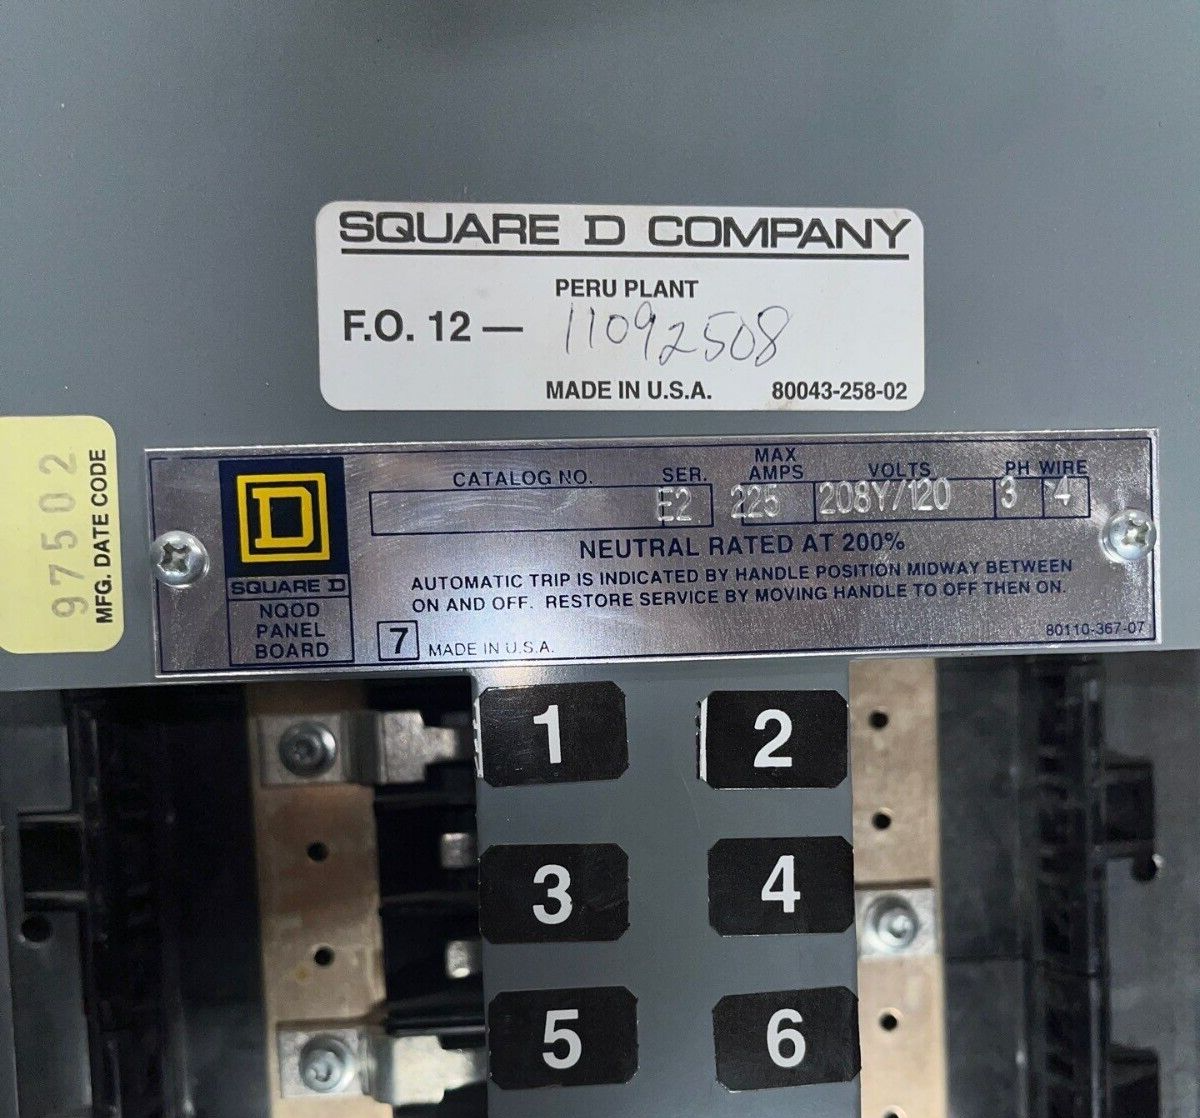 SQUARE D COMPANY
PERU PLANT
F.O. 12 — 11092508
MADE IN U.S.A. 80043-258-02
97502
MFG. DATE CODE
D
SQUARE D
NQOD
PANEL
BOARD
CATALOG NO. SER. MAX AMPS VOLTS PH WIRE
E2 225 208Y/120 3 4
NEUTRAL RATED AT 200%
AUTOMATIC TRIP IS INDICATED BY HANDLE POSITION MIDWAY BETWEEN
ON AND OFF. RESTORE SERVICE BY MOVING HANDLE TO OFF THEN ON.
7 MADE IN U.S.A. 80110-367-07
1 2
3 4
5 6